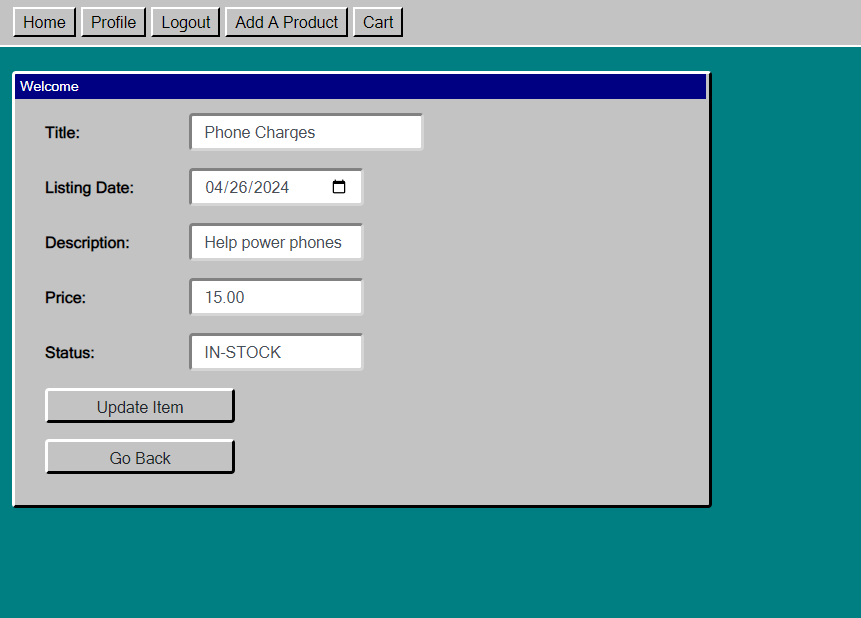 Home Profile Logout Add A Product Cart
Welcome
Title: Phone Charges
Listing Date: 04/26/2024
Description: Help power phones
Price: 15.00
Status: IN-STOCK
Update Item
Go Back